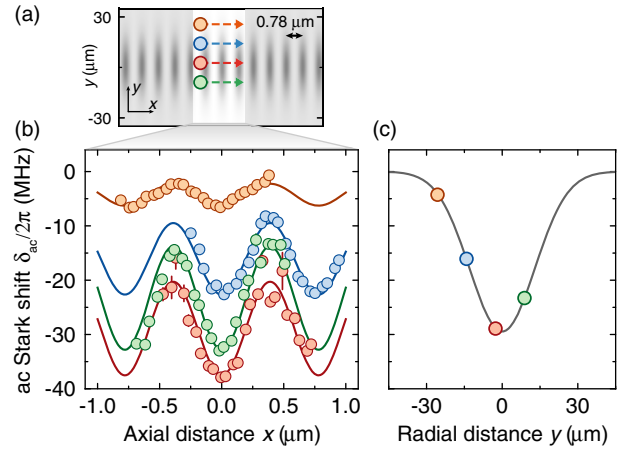 (a)
30
0.78 μm
y (μm)
y
x
-30
(b)
(c)
0
-10
-20
-30
-40
ac Stark shift δac/2π (MHz)
-1.0 -0.5 0.0 0.5 1.0
-30 0 30
Axial distance x (μm)
Radial distance y (μm)